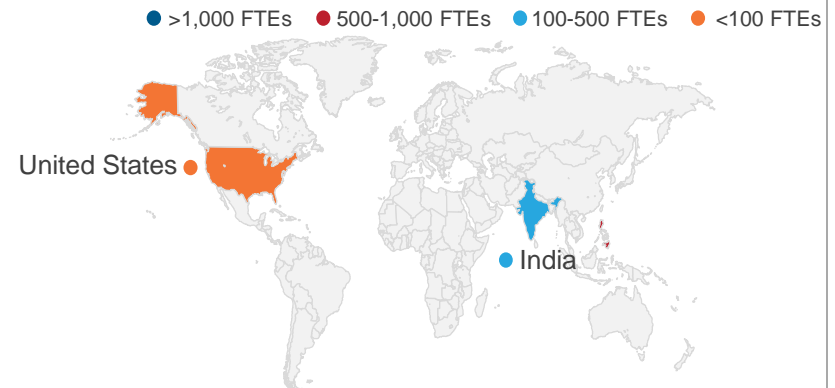 >1,000 FTEs 500-1,000 FTEs 100-500 FTEs <100 FTEs
United States
India